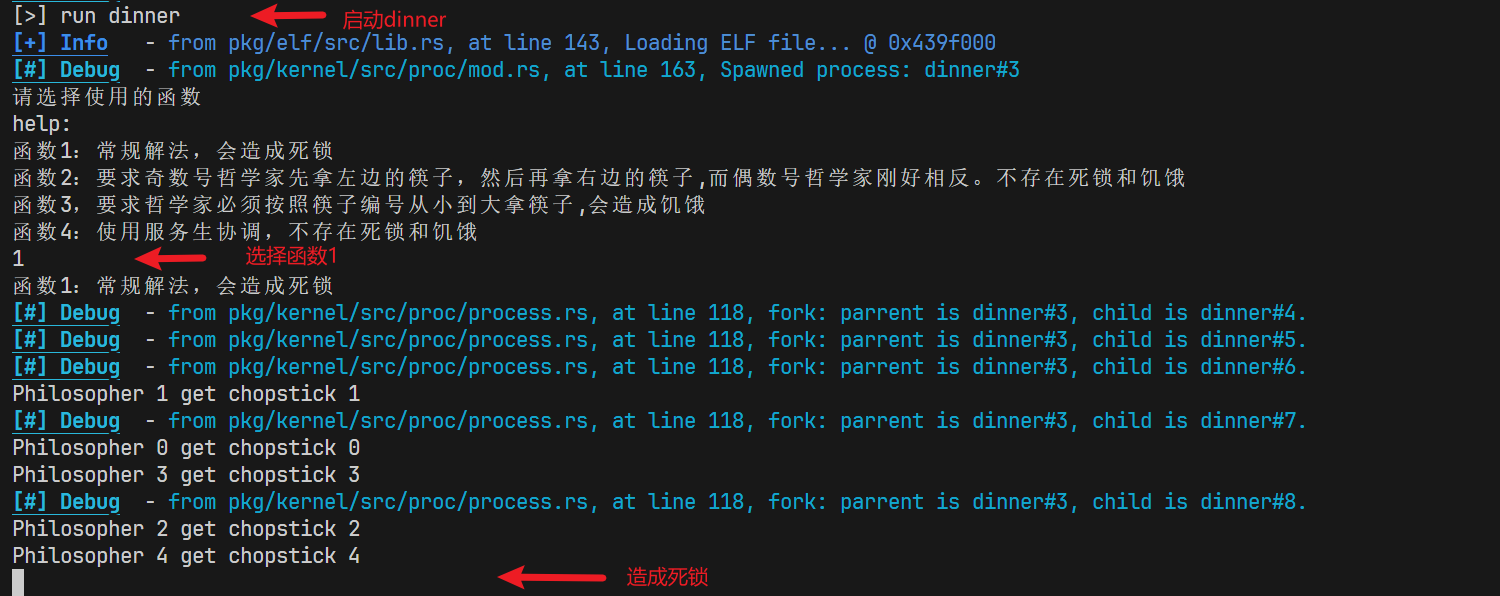 [>] run dinner
启动dinner
[+] Info - from pkg/elf/src/lib.rs, at line 143, Loading ELF file... @ 0x439f000
[#] Debug - from pkg/kernel/src/proc/mod.rs, at line 163, Spawned process: dinner#3
请选择使用的函数
help:
函数1: 常规解法，会造成死锁
函数2: 要求奇数号哲学家先拿左边的筷子，然后再拿右边的筷子,而偶数号哲学家刚好相反。不存在死锁和饥饿
函数3，要求哲学家必须按照筷子编号从小到大拿筷子,会造成饥饿
函数4: 使用服务生协调，不存在死锁和饥饿
1
选择函数1
函数1: 常规解法，会造成死锁
[#] Debug - from pkg/kernel/src/proc/process.rs, at line 118, fork: parrent is dinner#3, child is dinner#4.
[#] Debug - from pkg/kernel/src/proc/process.rs, at line 118, fork: parrent is dinner#3, child is dinner#5.
[#] Debug - from pkg/kernel/src/proc/process.rs, at line 118, fork: parrent is dinner#3, child is dinner#6.
Philosopher 1 get chopstick 1
[#] Debug - from pkg/kernel/src/proc/process.rs, at line 118, fork: parrent is dinner#3, child is dinner#7.
Philosopher 0 get chopstick 0
Philosopher 3 get chopstick 3
[#] Debug - from pkg/kernel/src/proc/process.rs, at line 118, fork: parrent is dinner#3, child is dinner#8.
Philosopher 2 get chopstick 2
Philosopher 4 get chopstick 4
造成死锁